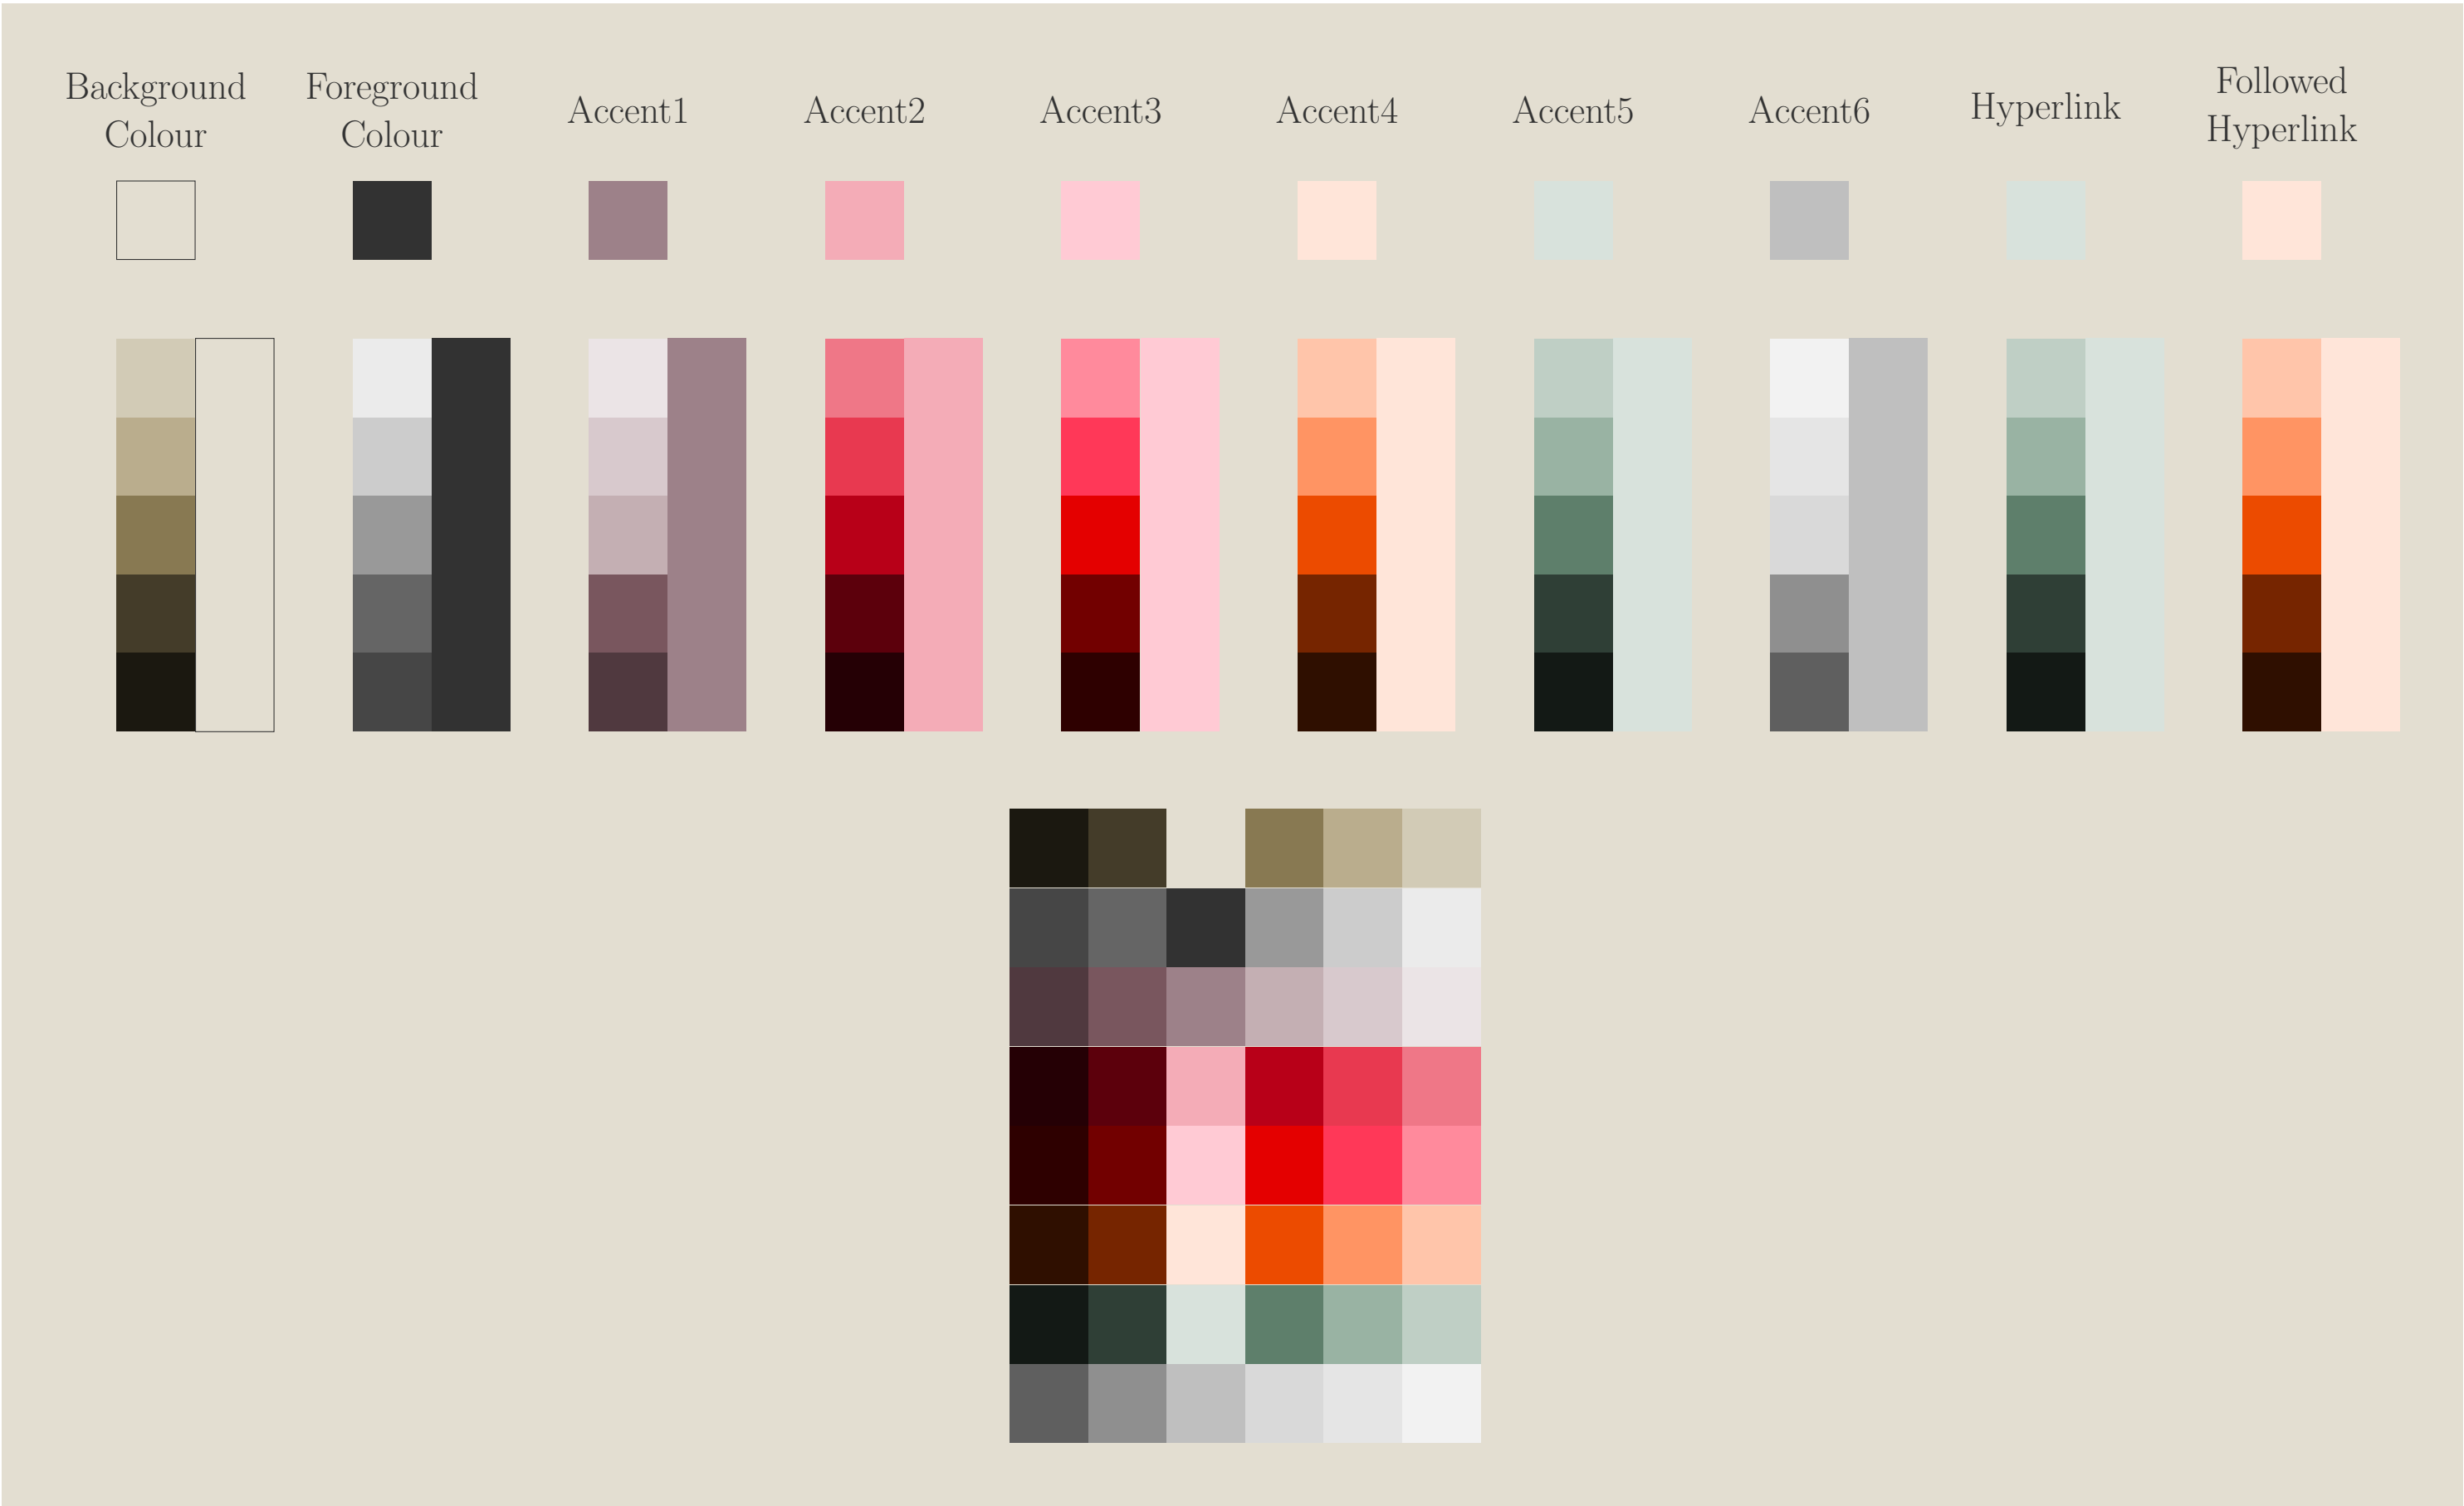 Background
Colour
Foreground
Colour
Accent1
Accent2
Accent3
Accent4
Accent5
Accent6
Hyperlink
Followed
Hyperlink